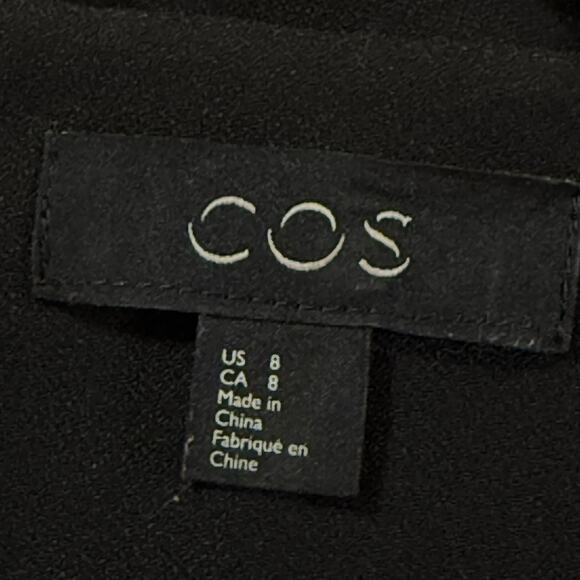 COS
US 8
CA 8
Made in
China
Fabriqué en
Chine